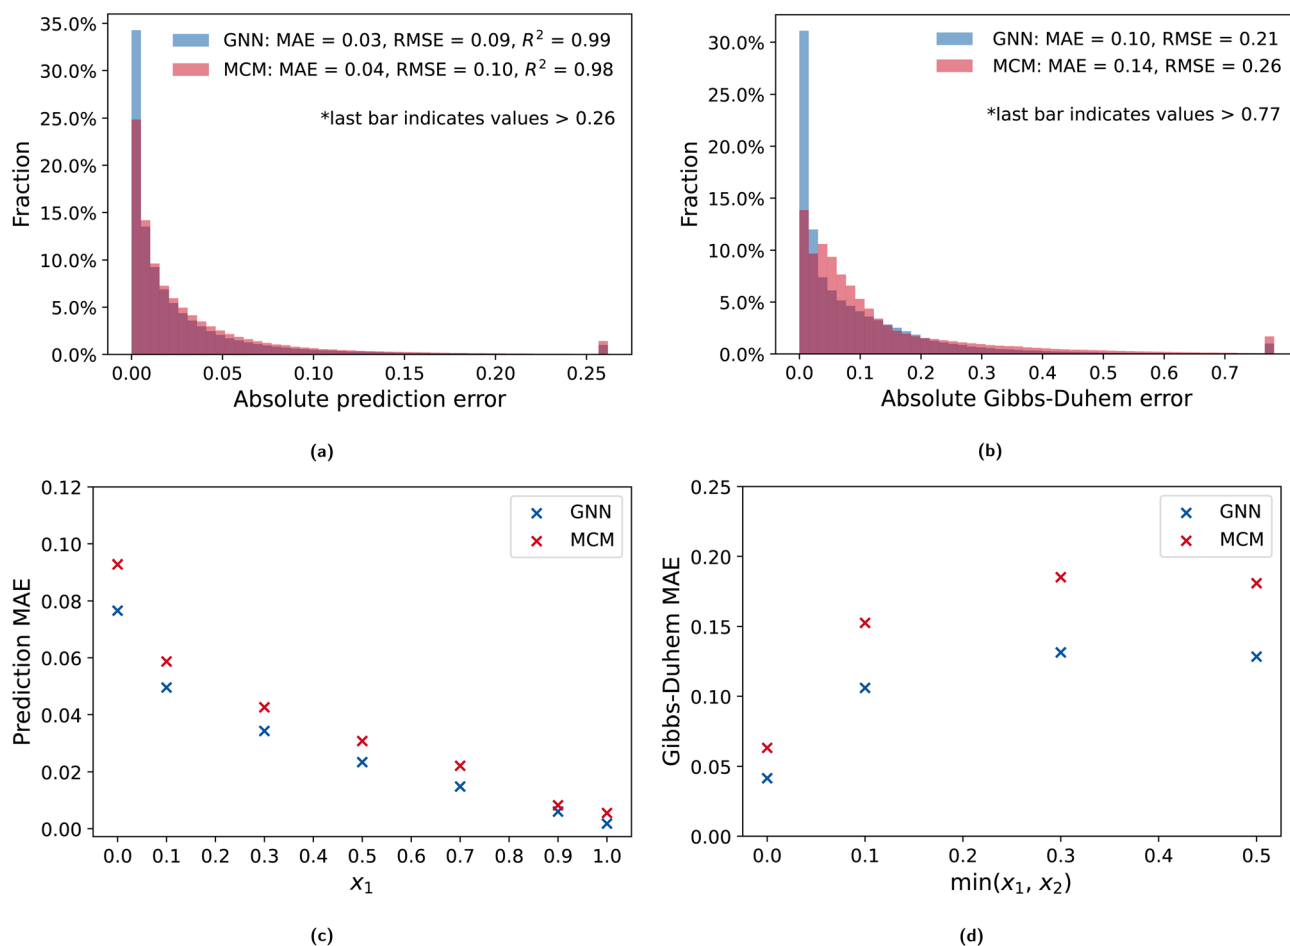 35.0%
30.0%
25.0%
20.0%
15.0%
10.0%
5.0%
0.0%
Fraction
GNN: MAE = 0.03, RMSE = 0.09, R² = 0.99
MCM: MAE = 0.04, RMSE = 0.10, R² = 0.98
*last bar indicates values > 0.26
0.00 0.05 0.10 0.15 0.20 0.25
Absolute prediction error
(a)
30.0%
25.0%
20.0%
15.0%
10.0%
5.0%
0.0%
Fraction
GNN: MAE = 0.10, RMSE = 0.21
MCM: MAE = 0.14, RMSE = 0.26
*last bar indicates values > 0.77
0.0 0.1 0.2 0.3 0.4 0.5 0.6 0.7
Absolute Gibbs-Duhem error
(b)
0.12
0.10
0.08
0.06
0.04
0.02
0.00
Prediction MAE
GNN
MCM
0.0 0.1 0.2 0.3 0.4 0.5 0.6 0.7 0.8 0.9 1.0
x₁
(c)
0.25
0.20
0.15
0.10
0.05
0.00
Gibbs-Duhem MAE
GNN
MCM
0.0 0.1 0.2 0.3 0.4 0.5
min(x₁, x₂)
(d)